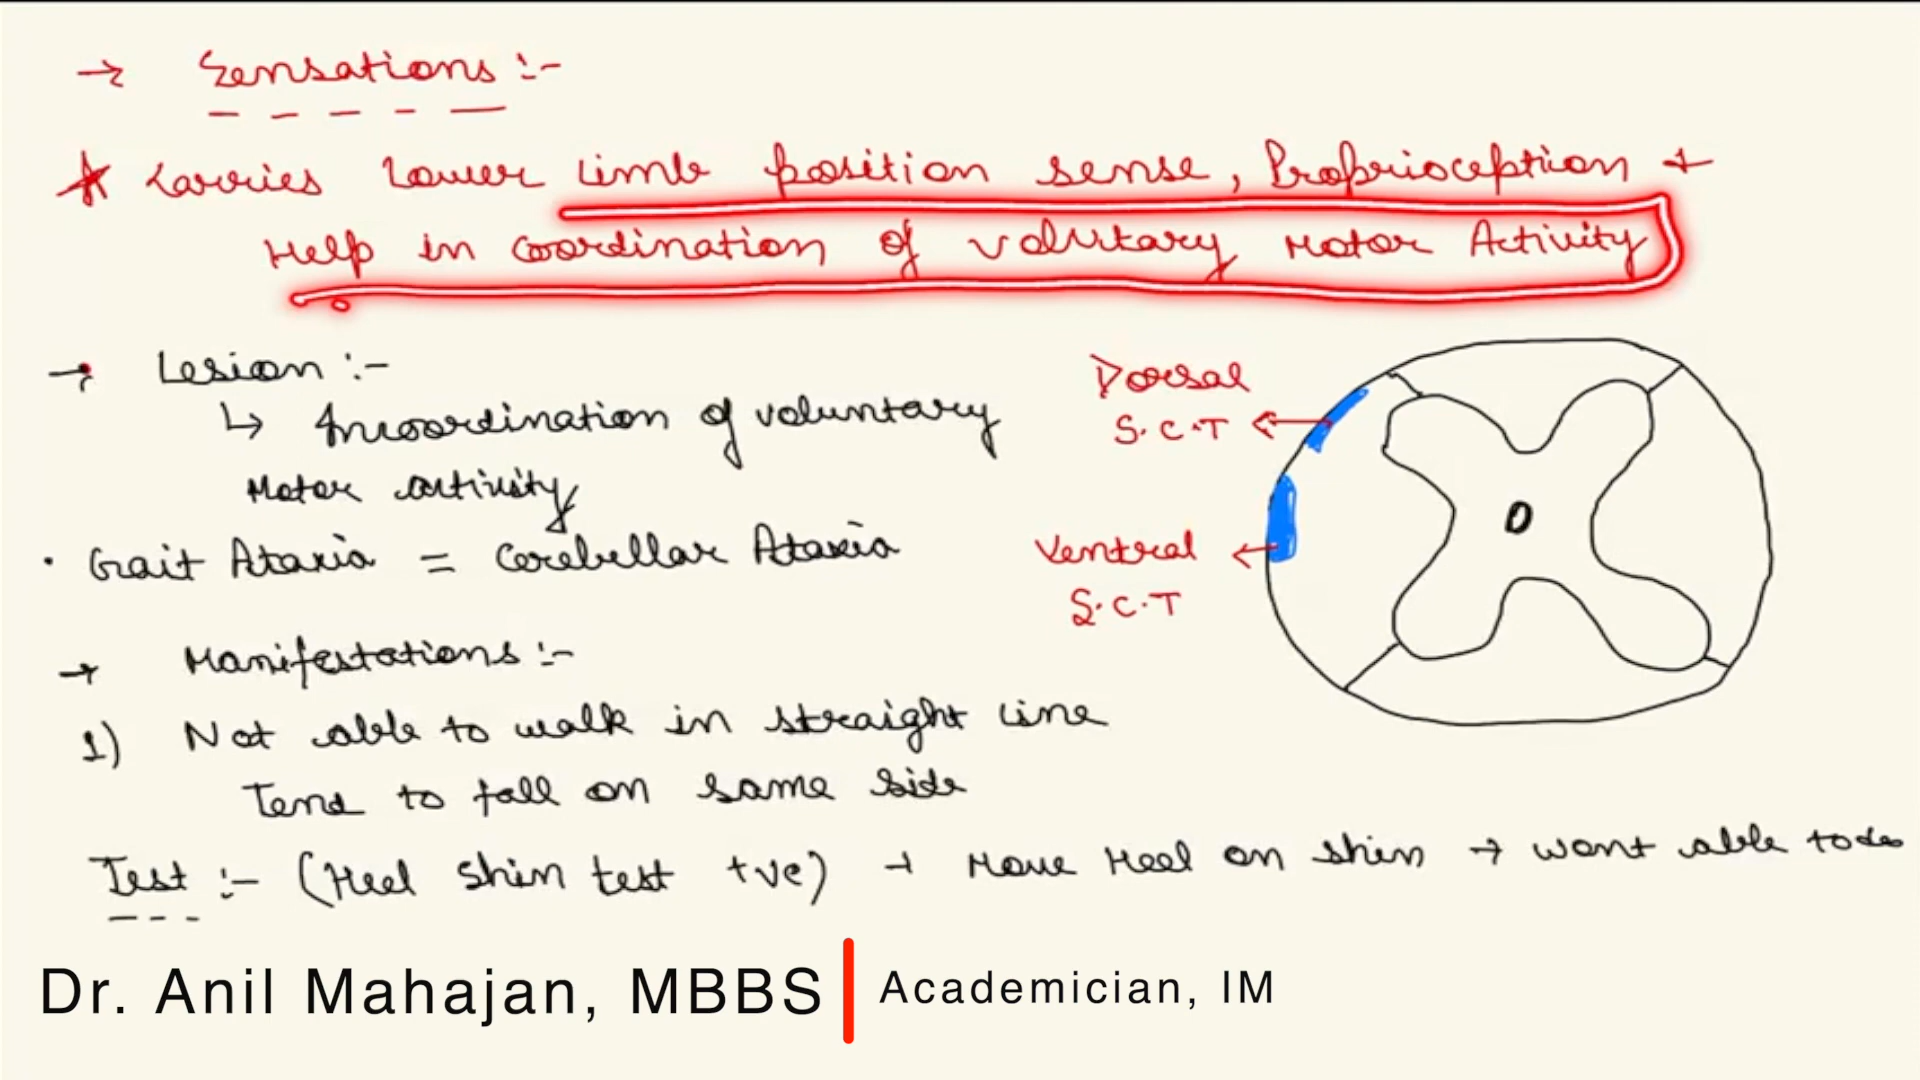 → Sensations :-
★ Carries Lower Limb position sense, Proprioception +
Help in coordination of volutary Motor Activity
→ Lesion :-
↳ Incoordination of voluntary
Motor activity
• Gait Ataxia = Cerebellar Ataxia
Dorsal
S.C.T ←
Ventral ←
S.C.T
→ Manifestations :-
1) Not able to walk in straight Line
Tend to fall on same side
Test :- (Heel Shin test +ve) → Move Heel on shin → wont able to do
Dr. Anil Mahajan, MBBS | Academician, IM